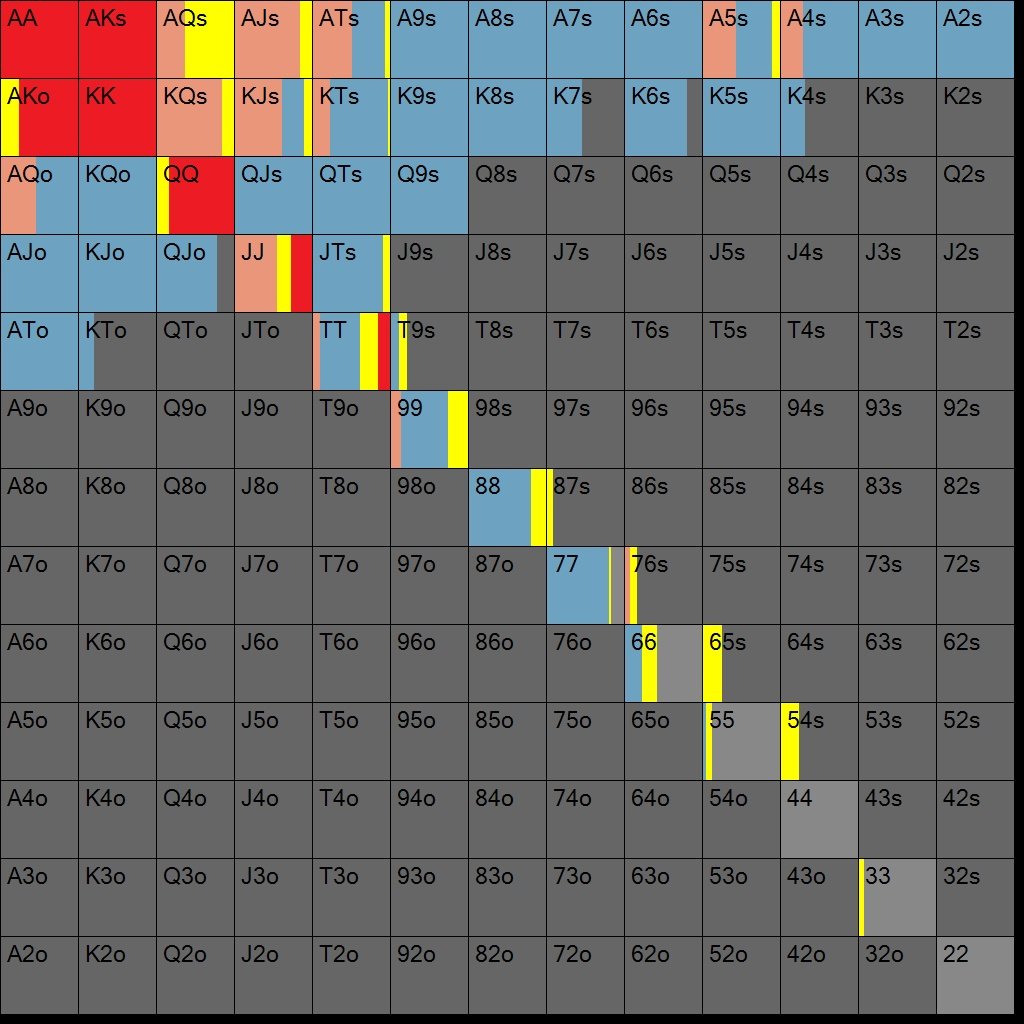 AA AKs AQs AJs ATs A9s A8s A7s A6s A5s A4s A3s A2s
AKo KK KQs KJs KTs K9s K8s K7s K6s K5s K4s K3s K2s
AQo KQo QQ QJs QTs Q9s Q8s Q7s Q6s Q5s Q4s Q3s Q2s
AJo KJo QJo JJ JTs J9s J8s J7s J6s J5s J4s J3s J2s
ATo KTo QTo JTo TT T9s T8s T7s T6s T5s T4s T3s T2s
A9o K9o Q9o J9o T9o 99 98s 97s 96s 95s 94s 93s 92s
A8o K8o Q8o J8o T8o 98o 88 87s 86s 85s 84s 83s 82s
A7o K7o Q7o J7o T7o 97o 87o 77 76s 75s 74s 73s 72s
A6o K6o Q6o J6o T6o 96o 86o 76o 66 65s 64s 63s 62s
A5o K5o Q5o J5o T5o 95o 85o 75o 65o 55 54s 53s 52s
A4o K4o Q4o J4o T4o 94o 84o 74o 64o 54o 44 43s 42s
A3o K3o Q3o J3o T3o 93o 83o 73o 63o 53o 43o 33 32s
A2o K2o Q2o J2o T2o 92o 82o 72o 62o 52o 42o 32o 22